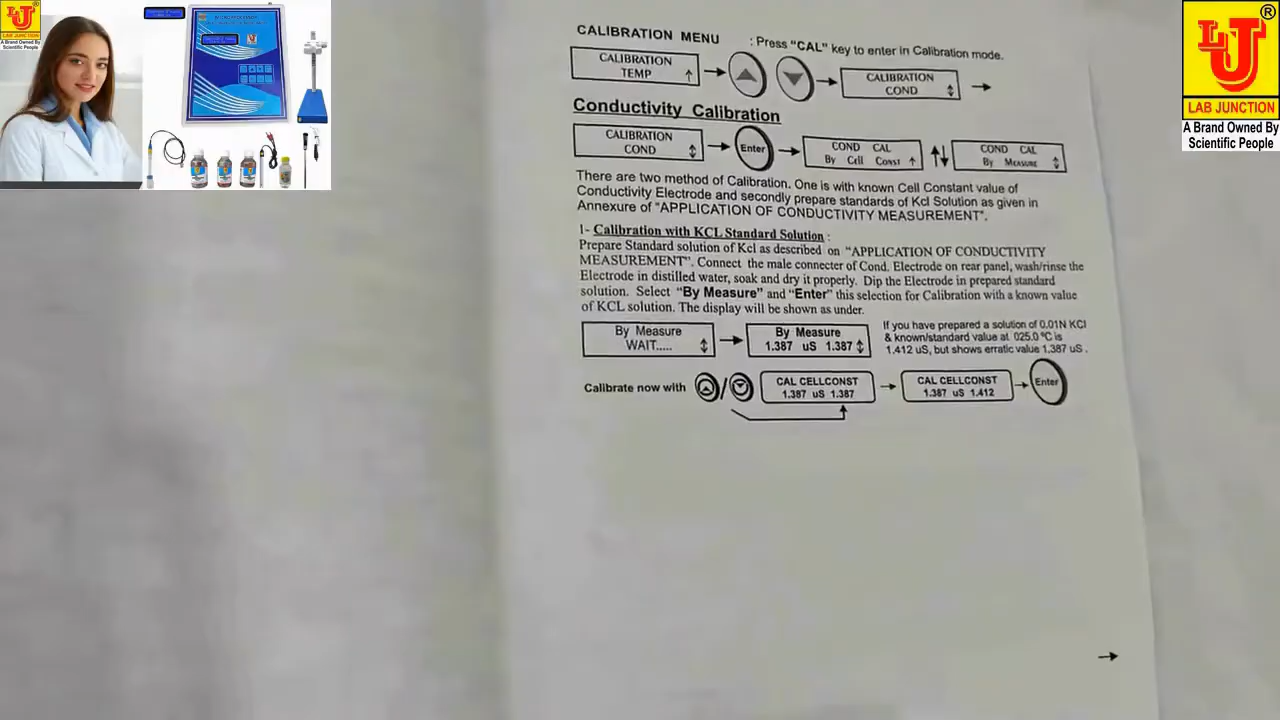 LJ
LAB JUNCTION
A Brand Owned By
Scientific People
LJ
®
LAB JUNCTION
A Brand Owned By
Scientific People
CALIBRATION MENU : Press "CAL" key to enter in Calibration mode.
CALIBRATION
TEMP ↑
CALIBRATION
COND
Conductivity Calibration
CALIBRATION
COND
Enter
COND CAL
By Cell Const ↑
COND CAL
By Measure
There are two method of Calibration. One is with known Cell Constant value of
Conductivity Electrode and secondly prepare standards of Kcl Solution as given in
Annexure of "APPLICATION OF CONDUCTIVITY MEASUREMENT".
1- Calibration with KCL Standard Solution :
Prepare Standard solution of Kcl as described on "APPLICATION OF CONDUCTIVITY
MEASUREMENT". Connect the male connecter of Cond. Electrode on rear panel, wash/rinse the
Electrode in distilled water, soak and dry it properly. Dip the Electrode in prepared standard
solution. Select "By Measure" and "Enter" this selection for Calibration with a known value
of KCL solution. The display will be shown as under.
By Measure
WAIT.....
By Measure
1.387 uS 1.387
If you have prepared a solution of 0.01N KCl
& known/standard value at 025.0 ºC is
1.412 uS, but shows erratic value 1.387 uS .
Calibrate now with
/
CAL CELLCONST
1.387 uS 1.387
CAL CELLCONST
1.387 uS 1.412
Enter